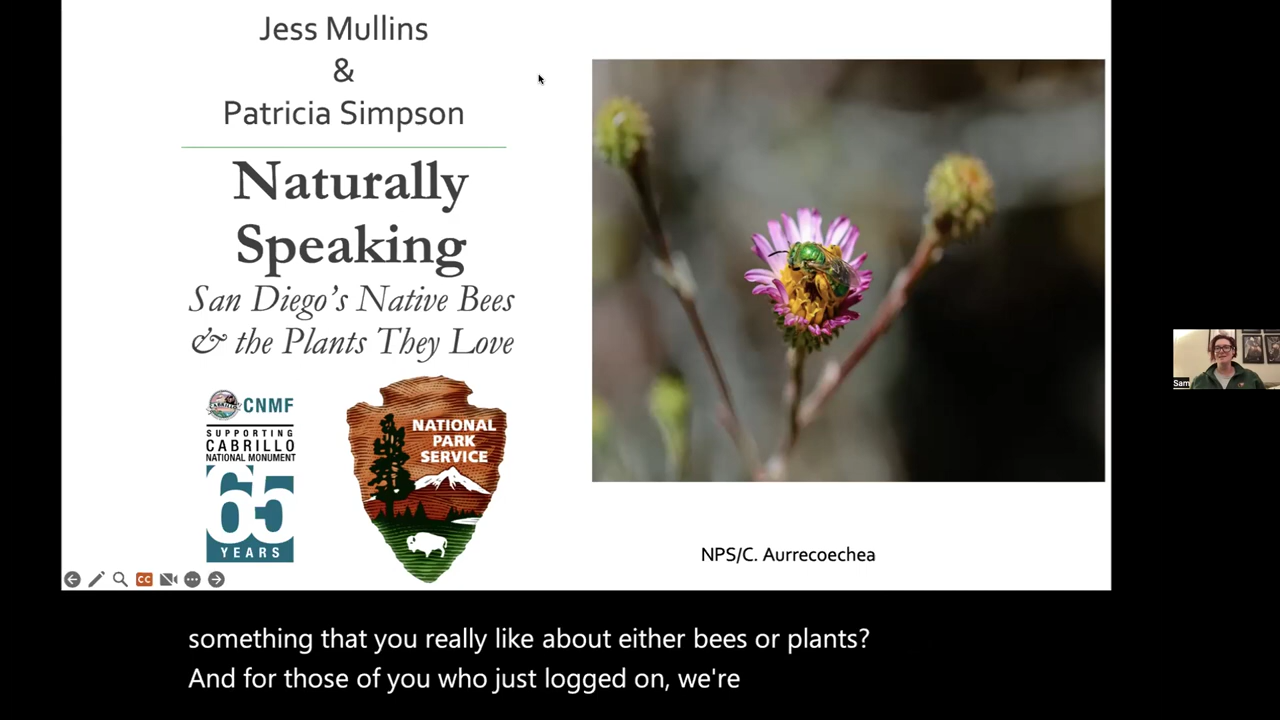 Jess Mullins
&
Patricia Simpson
Naturally
Speaking
San Diego's Native Bees
& the Plants They Love
CNMF
SUPPORTING
CABRILLO
NATIONAL MONUMENT
65
YEARS
NATIONAL
PARK
SERVICE
NPS/C. Aurrecoechea
CC
Sam
something that you really like about either bees or plants?
And for those of you who just logged on, we're